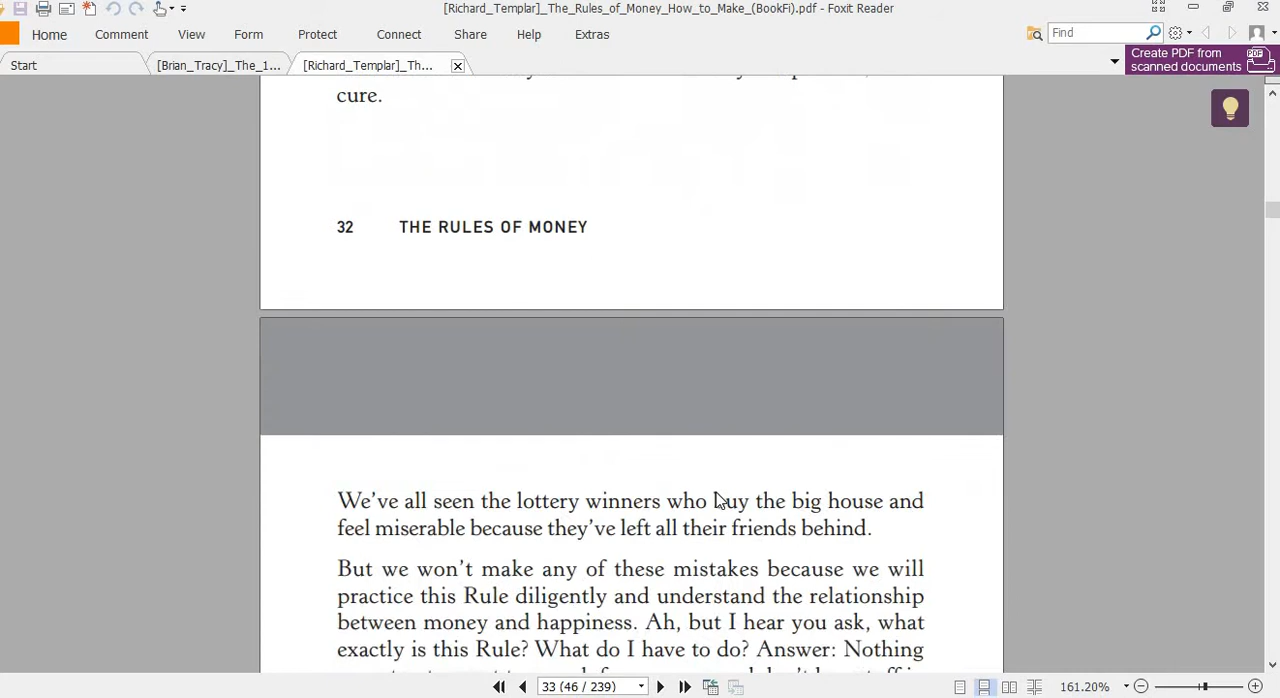 [Richard_Templar]_The_Rules_of_Money_How_to_Make_(BookFi).pdf - Foxit Reader
Home Comment View Form Protect Connect Share Help Extras
Find
Start
[Brian_Tracy]_The_1...
[Richard_Templar]_Th...
Create PDF from
scanned documents
cure.
32 THE RULES OF MONEY
We've all seen the lottery winners who buy the big house and
feel miserable because they've left all their friends behind.
But we won't make any of these mistakes because we will
practice this Rule diligently and understand the relationship
between money and happiness. Ah, but I hear you ask, what
exactly is this Rule? What do I have to do? Answer: Nothing
33 (46 / 239)
161.20%